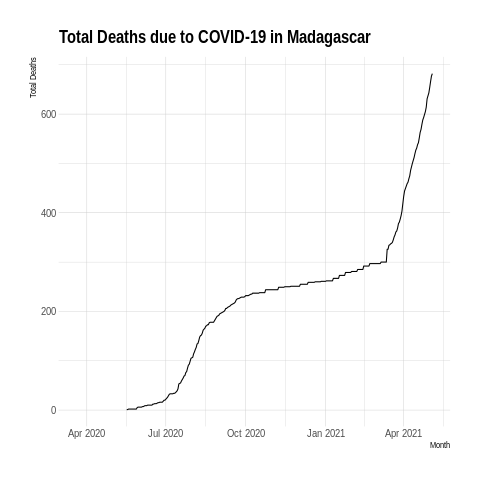 Total Deaths due to COVID-19 in Madagascar
Total Deaths
600
400
200
0
Apr 2020 Jul 2020 Oct 2020 Jan 2021 Apr 2021
Month